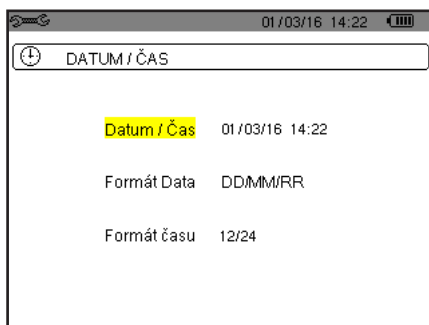 01/03/16 14:22
DATUM / ČAS
Datum / Čas 01/03/16 14:22
Formát Data DD/MM/RR
Formát času 12/24